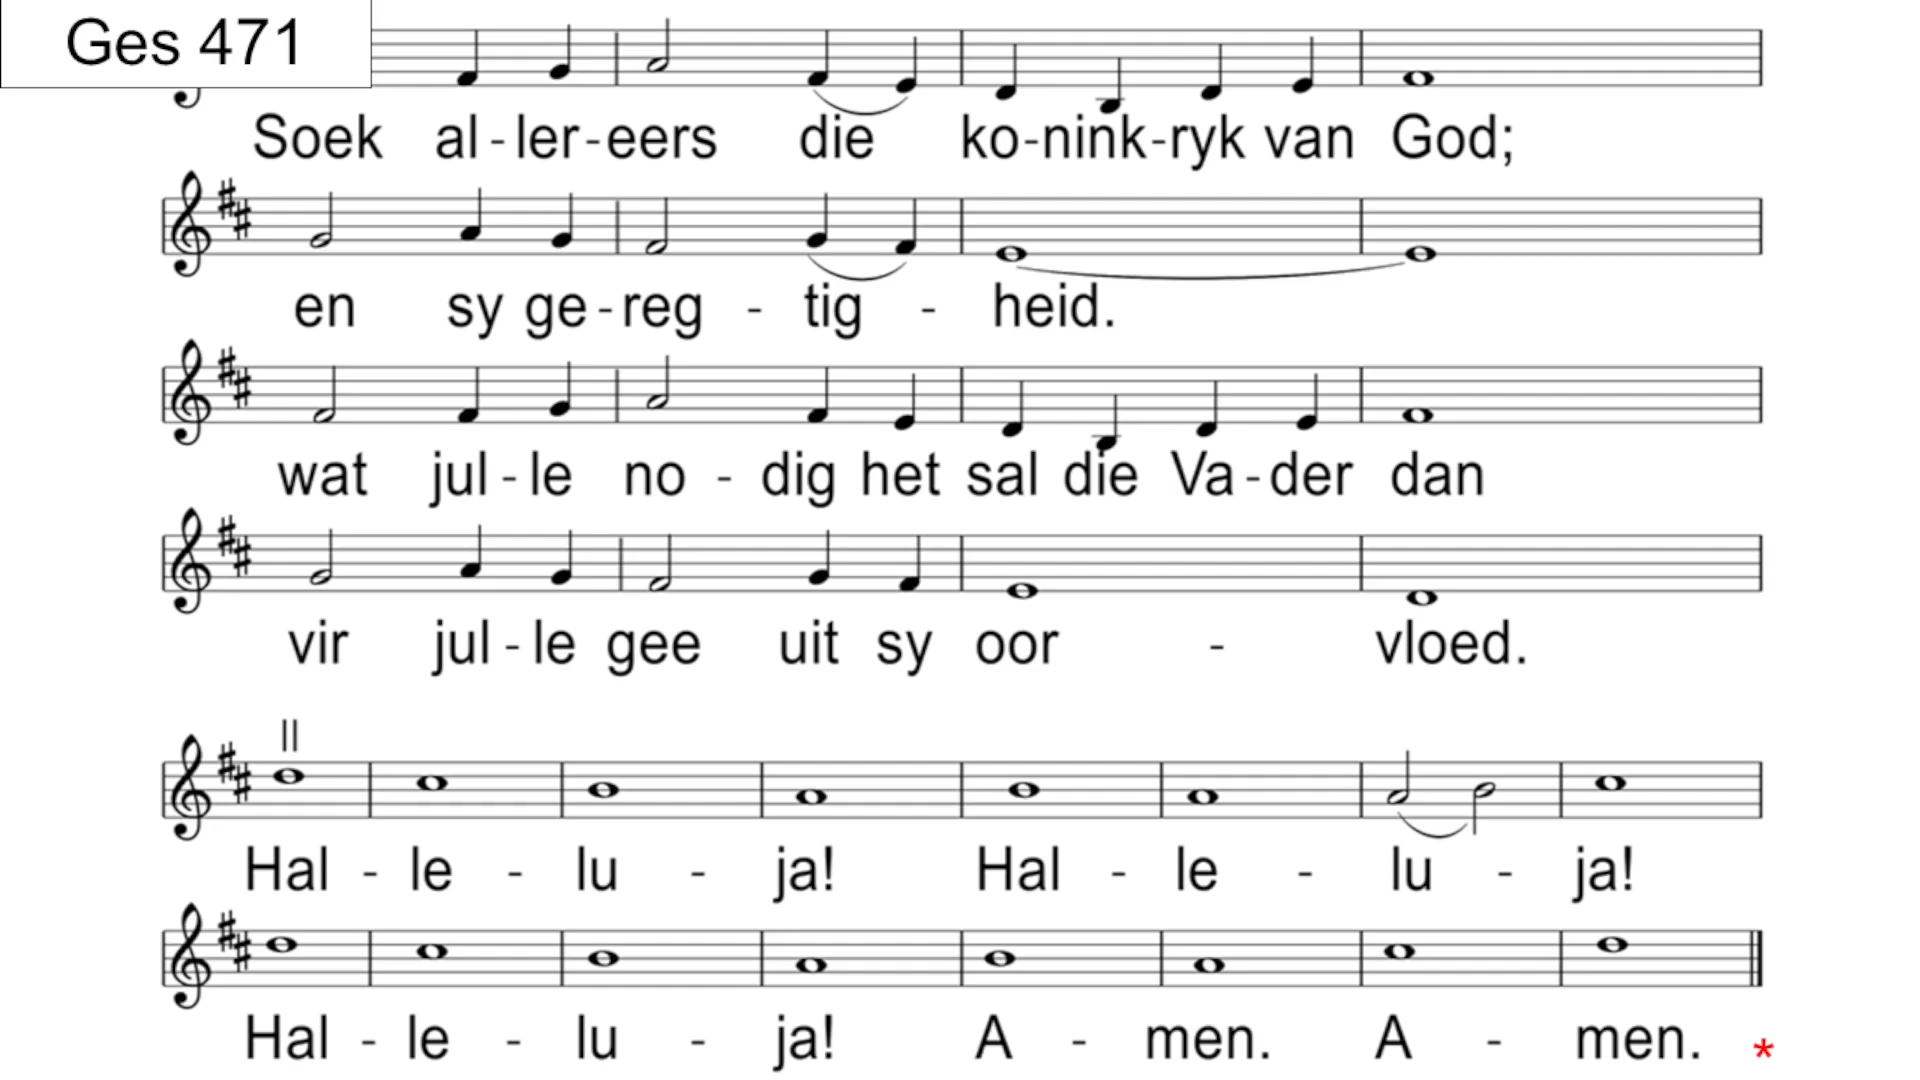 Ges 471
Soek al - ler - eers die ko - nink - ryk van God;
en sy ge - reg - tig - heid.
wat jul - le no - dig het sal die Va - der dan
vir jul - le gee uit sy oor - vloed.
II
Hal - le - lu - ja! Hal - le - lu - ja!
Hal - le - lu - ja! A - men. A - men. *